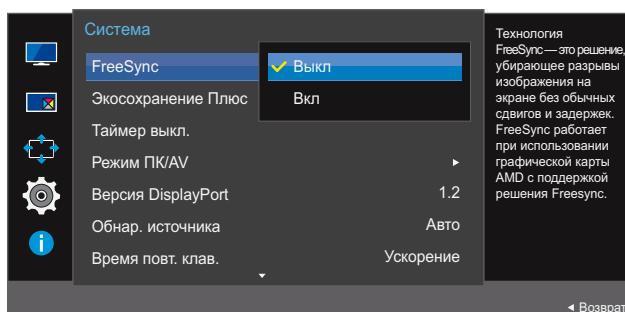 Система
FreeSync
Выкл
Экосохранение Плюс
Вкл
Таймер выкл.
Режим ПК/AV
Версия DisplayPort
1.2
Обнар. источника
Авто
Время повт. клав.
Ускорение
Технология
FreeSync — это решение,
убирающее разрывы
изображения на
экране без обычных
сдвигов и задержек.
FreeSync работает
при использовании
графической карты
AMD с поддержкой
решения Freesync.
Возврат